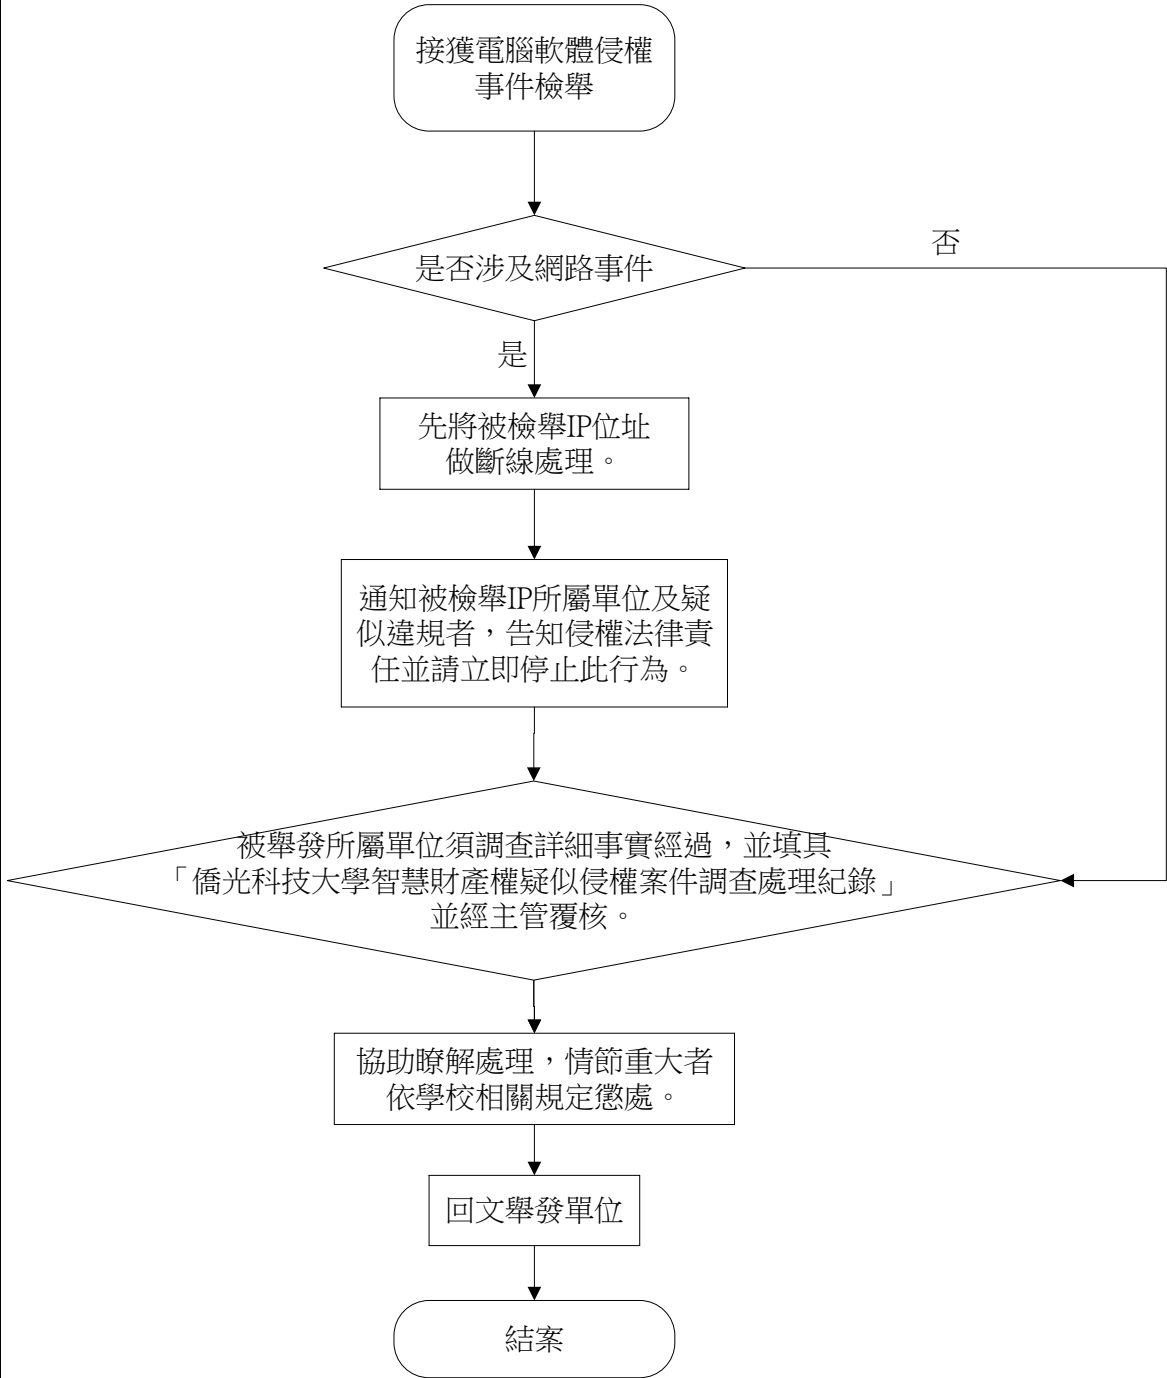 接獲電腦軟體侵權
事件檢舉
是否涉及網路事件
否
是
先將被檢舉IP位址
做斷線處理。
通知被檢舉IP所屬單位及疑
似違規者，告知侵權法律責
任並請立即停止此行為。
被舉發所屬單位須調查詳細事實經過，並填具
「僑光科技大學智慧財產權疑似侵權案件調查處理紀錄」
並經主管覆核。
協助瞭解處理，情節重大者
依學校相關規定懲處。
回文舉發單位
結案